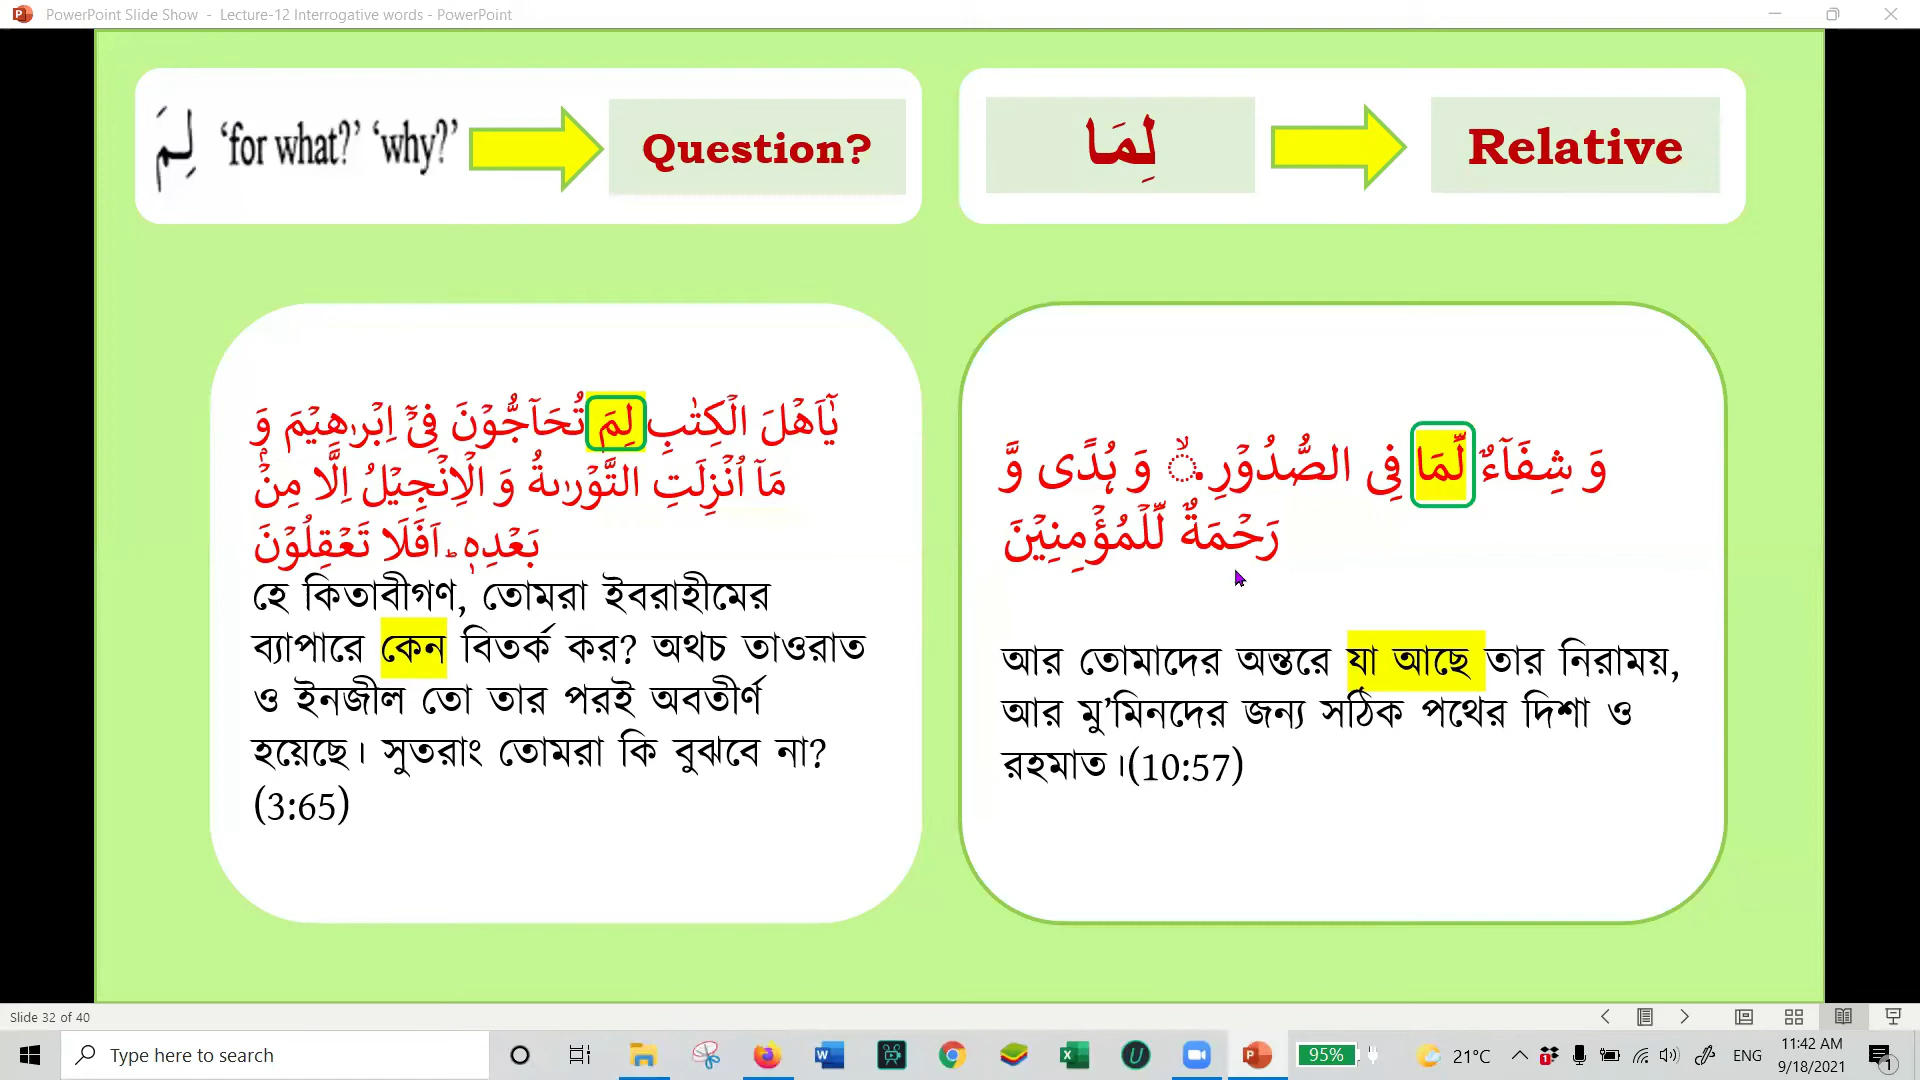 PowerPoint Slide Show - Lecture-12 Interrogative words - PowerPoint
لِمَ ‘for what?’ ‘why?’
Question?
لِمَا
Relative
يٰۤاَهْلَ الْكِتٰبِ لِمَ تُحَآجُّوْنَ فِىْۤ اِبْرٰهِيْمَ وَ
مَاۤ اُنْزِلَتِ التَّوْرٰىةُ وَ الْاِنْجِيْلُ اِلَّا مِنْۢ
بَعْدِهٖؕ اَفَلَا تَعْقِلُوْنَ
হে কিতাবীগণ, তোমরা ইবরাহীমের
ব্যাপারে কেন বিতর্ক কর? অথচ তাওরাত
ও ইনজীল তো তার পরই অবতীর্ণ
হয়েছে। সুতরাং তোমরা কি বুঝবে না?
(3:65)
وَ شِفَآءٌ لِّمَا فِى الصُّدُوْرِ ۙ وَ هُدًى وَّ
رَحْمَةٌ لِّلْمُؤْمِنِيْنَ
আর তোমাদের অন্তরে যা আছে তার নিরাময়,
আর মু’মিনদের জন্য সঠিক পথের দিশা ও
রহমাত।(10:57)
Slide 32 of 40
Type here to search
95%
21°C
ENG
11:42 AM
9/18/2021
1